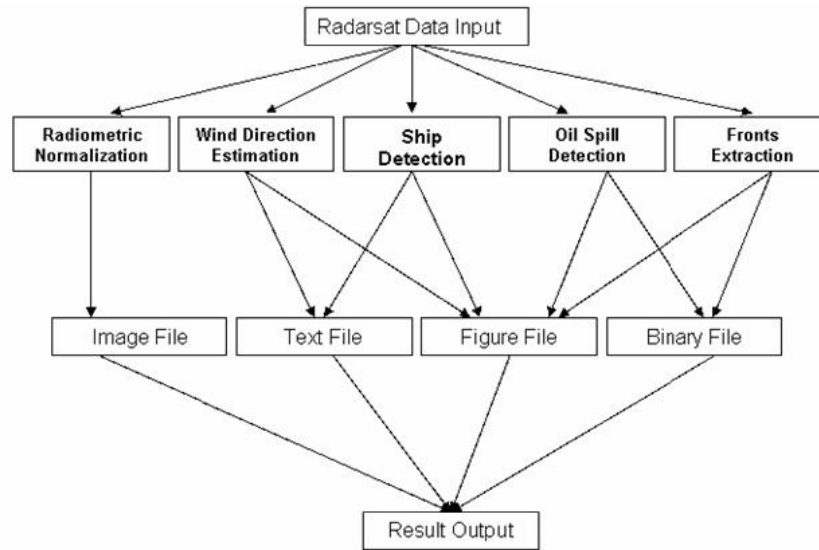 Radarsat Data Input
Radiometric
Normalization
Wind Direction
Estimation
Ship
Detection
Oil Spill
Detection
Fronts
Extraction
Image File
Text File
Figure File
Binary File
Result Output